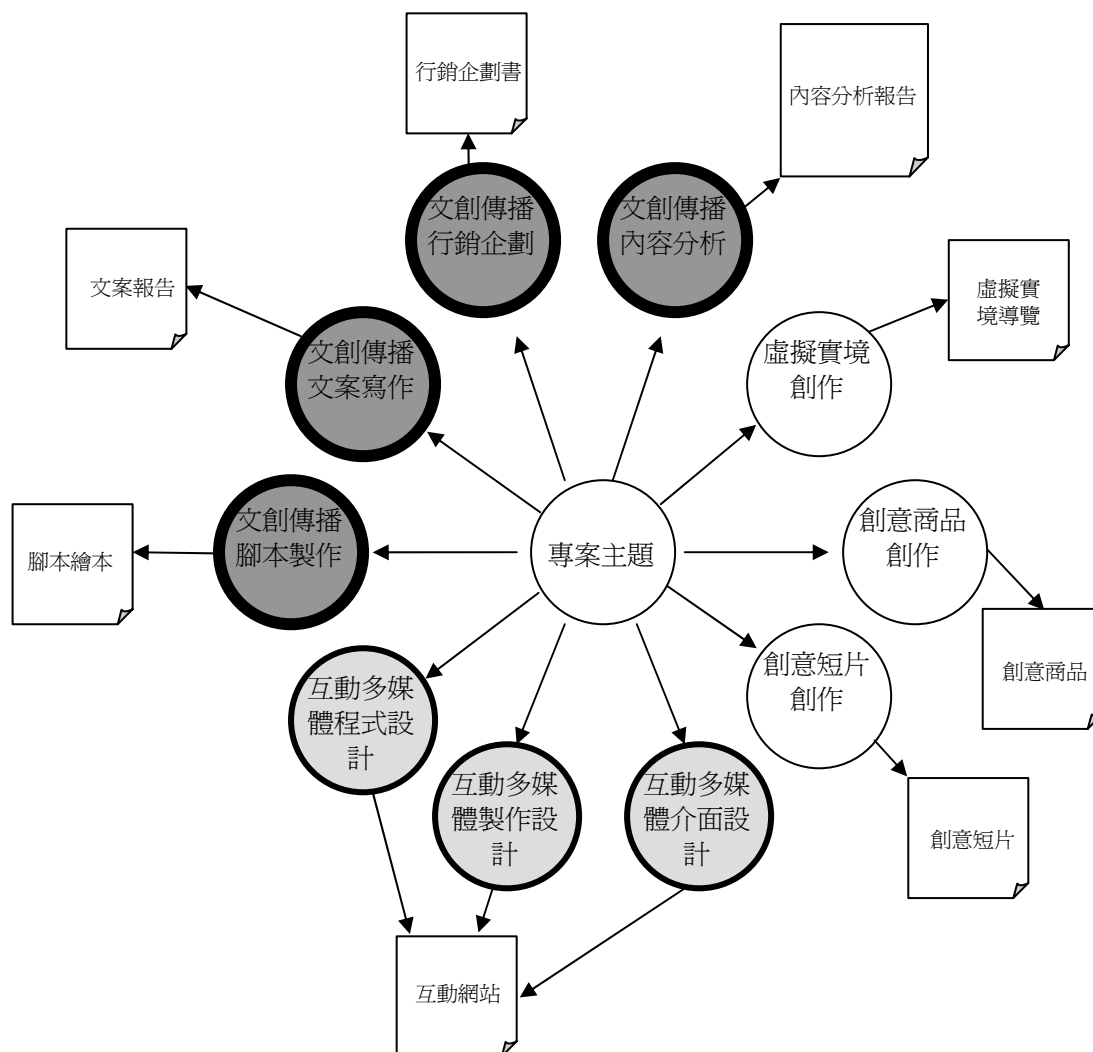 行銷企劃書
內容分析報告
文創傳播
行銷企劃
文創傳播
內容分析
文案報告
虛擬實
境導覽
文創傳播
文案寫作
虛擬實境
創作
文創傳播
腳本製作
腳本繪本
專案主題
創意商品
創作
創意商品
創意短片
創作
互動多媒
體程式設
計
互動多媒
體製作設
計
互動多媒
體介面設
計
創意短片
互動網站